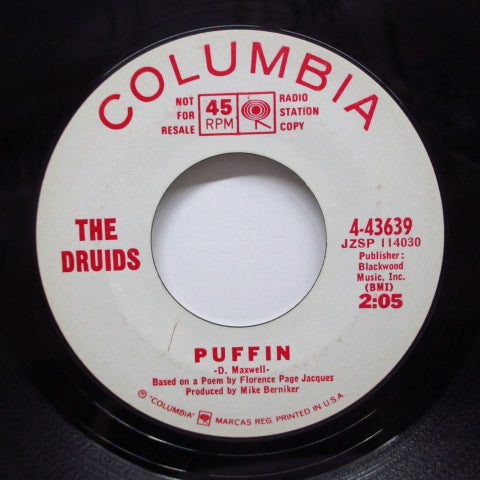 COLUMBIA
NOT FOR RESALE
45 RPM
RADIO STATION COPY
THE DRUIDS
4-43639
JZSP 114030
Publisher:
Blackwood
Music, Inc.
(BMI)
2:05
PUFFIN
-D. Maxwell-
Based on a Poem by Florence Page Jacques
Produced by Mike Berniker
® "COLUMBIA" MARCAS REG. PRINTED IN U.S.A.